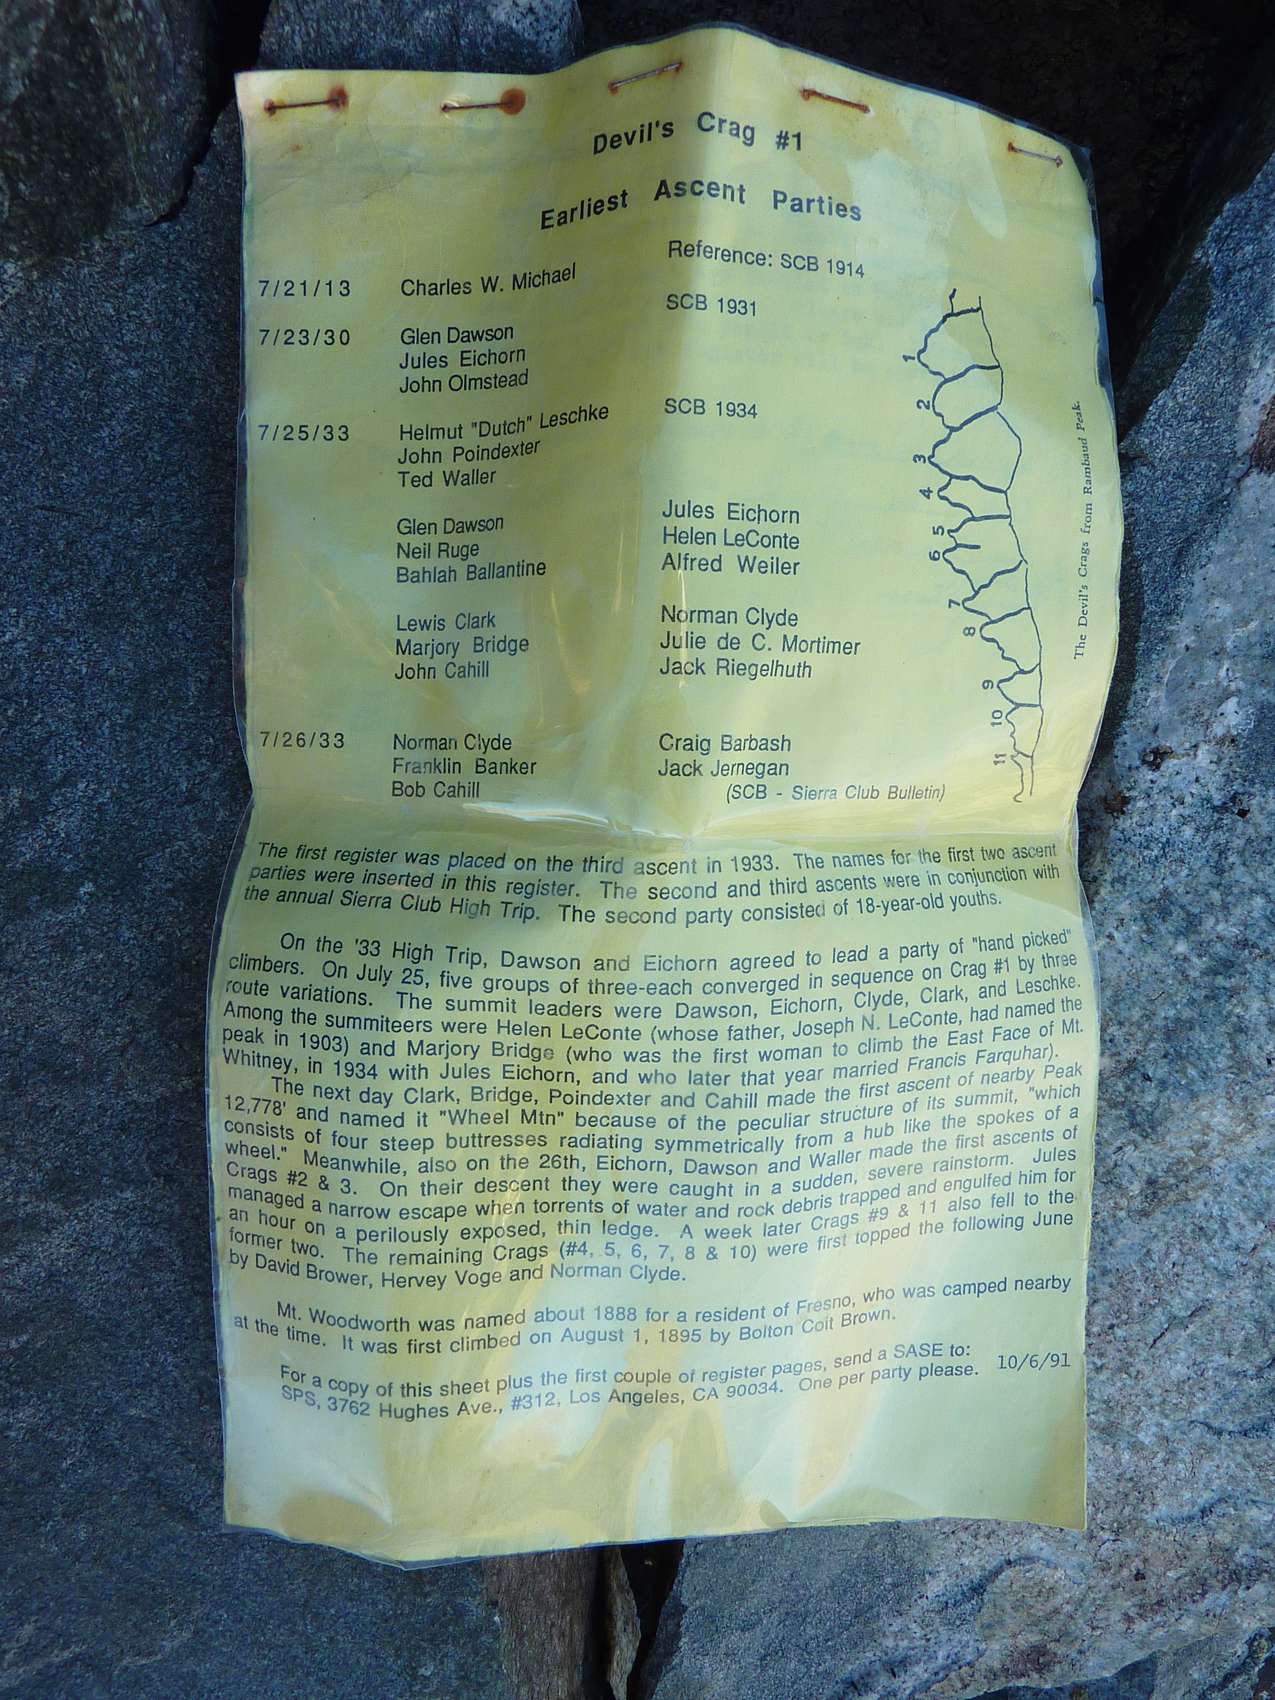 Devil's Crag #1
Earliest Ascent Parties
Reference: SCB 1914
7/21/13 Charles W. Michael
SCB 1931
7/23/30 Glen Dawson
Jules Eichorn
John Olmstead
SCB 1934
7/25/33 Helmut "Dutch" Leschke
John Poindexter
Ted Waller
Glen Dawson Jules Eichorn
Neil Ruge Helen LeConte
Bahlah Ballantine Alfred Weiler
Lewis Clark Norman Clyde
Marjory Bridge Julie de C. Mortimer
John Cahill Jack Riegelhuth
7/26/33 Norman Clyde Craig Barbash
Franklin Banker Jack Jernegan
Bob Cahill (SCB - Sierra Club Bulletin)
1
2
3
4
5
6
7
8
9
10
11
The Devil's Crags from Rambaud Peak.
The first register was placed on the third ascent in 1933. The names for the first two ascent
parties were inserted in this register. The second and third ascents were in conjunction with
the annual Sierra Club High Trip. The second party consisted of 18-year-old youths.
On the '33 High Trip, Dawson and Eichorn agreed to lead a party of "hand picked"
climbers. On July 25, five groups of three-each converged in sequence on Crag #1 by three
route variations. The summit leaders were Dawson, Eichorn, Clyde, Clark, and Leschke.
Among the summiteers were Helen LeConte (whose father, Joseph N. LeConte, had named the
peak in 1903) and Marjory Bridge (who was the first woman to climb the East Face of Mt.
Whitney, in 1934 with Jules Eichorn, and who later that year married Francis Farquhar).
The next day Clark, Bridge, Poindexter and Cahill made the first ascent of nearby Peak
12,778' and named it "Wheel Mtn" because of the peculiar structure of its summit, "which
consists of four steep buttresses radiating symmetrically from a hub like the spokes of a
wheel." Meanwhile, also on the 26th, Eichorn, Dawson and Waller made the first ascents of
Crags #2 & 3. On their descent they were caught in a sudden, severe rainstorm. Jules
managed a narrow escape when torrents of water and rock debris trapped and engulfed him for
an hour on a perilously exposed, thin ledge. A week later Crags #9 & 11 also fell to the
former two. The remaining Crags (#4, 5, 6, 7, 8 & 10) were first topped the following June
by David Brower, Hervey Voge and Norman Clyde.
Mt. Woodworth was named about 1888 for a resident of Fresno, who was camped nearby
at the time. It was first climbed on August 1, 1895 by Bolton Coit Brown.
For a copy of this sheet plus the first couple of register pages, send a SASE to:
SPS, 3762 Hughes Ave., #312, Los Angeles, CA 90034. One per party please. 10/6/91